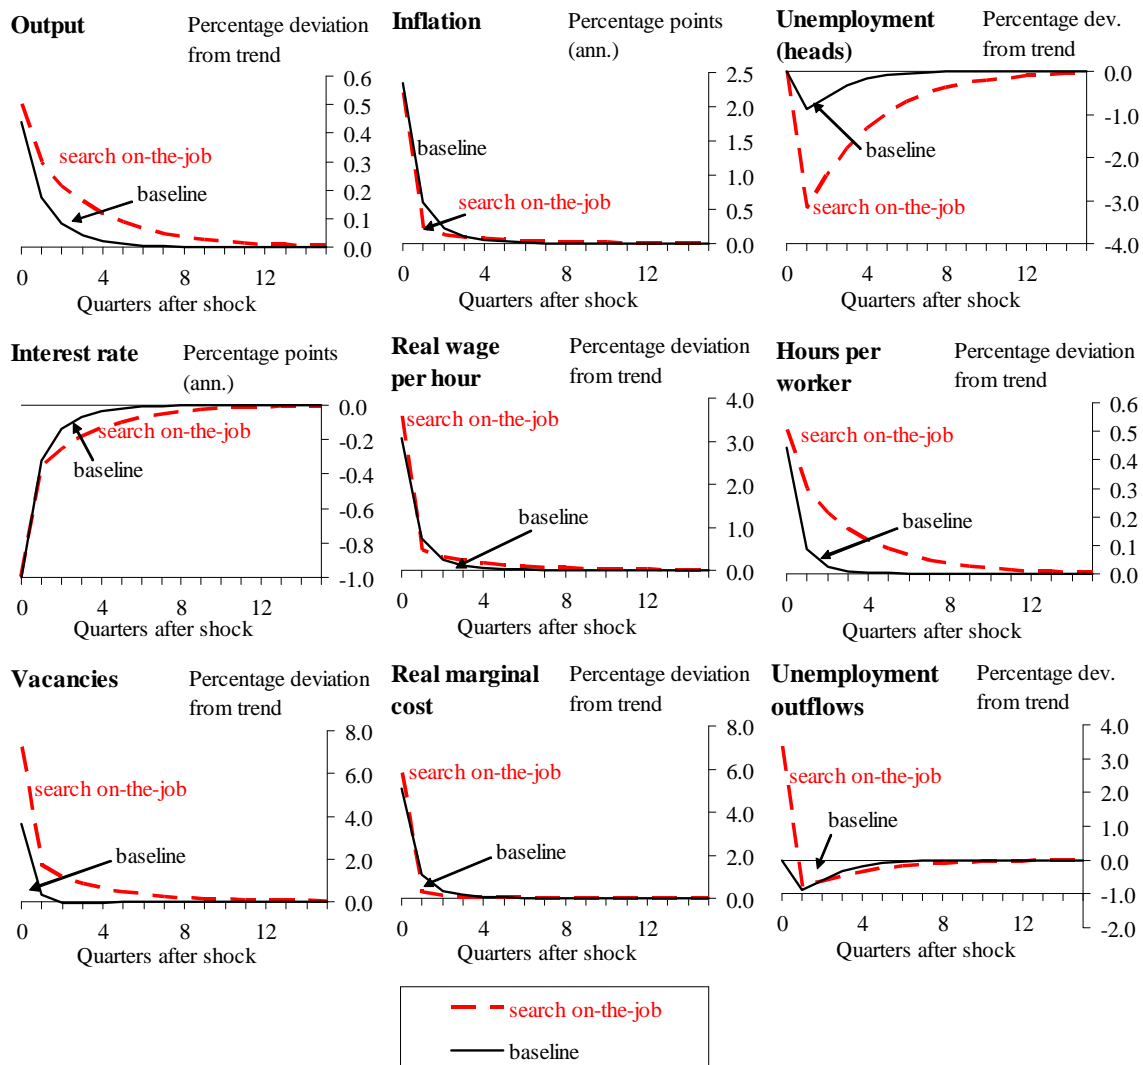 Output
Percentage deviation
from trend
0.6
0.5
0.4
0.3
0.2
0.1
0.0
search on-the-job
baseline
0 4 8 12
Quarters after shock
Inflation
Percentage points
(ann.)
2.5
2.0
1.5
1.0
0.5
0.0
baseline
search on-the-job
0 4 8 12
Quarters after shock
Unemployment
(heads)
Percentage dev.
from trend
0.0
-1.0
-2.0
-3.0
-4.0
baseline
search on-the-job
0 4 8 12
Quarters after shock
Interest rate
Percentage points
(ann.)
0.0
-0.2
-0.4
-0.6
-0.8
-1.0
search on-the-job
baseline
0 4 8 12
Quarters after shock
Real wage
per hour
Percentage deviation
from trend
4.0
3.0
2.0
1.0
0.0
search on-the-job
baseline
0 4 8 12
Quarters after shock
Hours per
worker
Percentage deviation
from trend
0.6
0.5
0.4
0.3
0.2
0.1
0.0
search on-the-job
baseline
0 4 8 12
Quarters after shock
Vacancies
Percentage deviation
from trend
8.0
6.0
4.0
2.0
0.0
search on-the-job
baseline
0 4 8 12
Quarters after shock
Real marginal
cost
Percentage deviation
from trend
8.0
6.0
4.0
2.0
0.0
search on-the-job
baseline
0 4 8 12
Quarters after shock
Unemployment
outflows
Percentage dev.
from trend
4.0
3.0
2.0
1.0
0.0
-1.0
-2.0
search on-the-job
baseline
0 4 8 12
Quarters after shock
search on-the-job
baseline